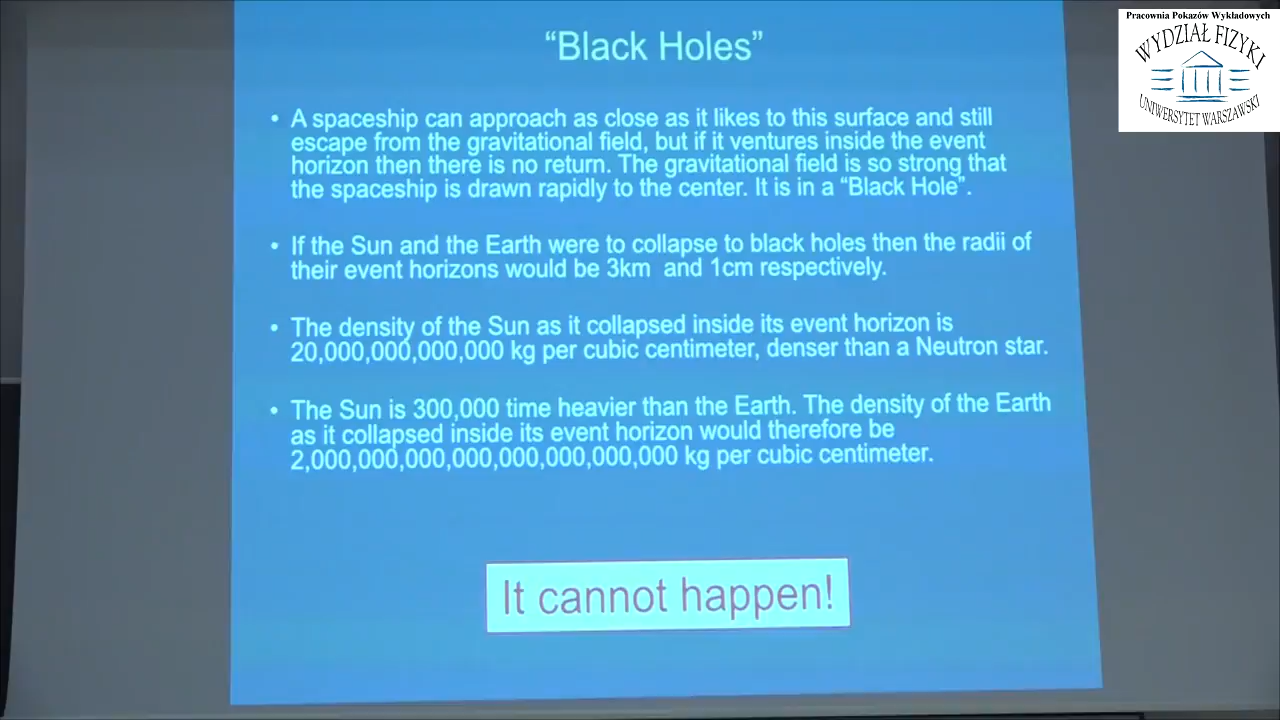 Pracownia Pokazów Wykładowych
WYDZIAŁ FIZYKI
UNIWERSYTET WARSZAWSKI
“Black Holes”
• A spaceship can approach as close as it likes to this surface and still
escape from the gravitational field, but if it ventures inside the event
horizon then there is no return. The gravitational field is so strong that
the spaceship is drawn rapidly to the center. It is in a “Black Hole”.
• If the Sun and the Earth were to collapse to black holes then the radii of
their event horizons would be 3km and 1cm respectively.
• The density of the Sun as it collapsed inside its event horizon is
20,000,000,000,000 kg per cubic centimeter, denser than a Neutron star.
• The Sun is 300,000 time heavier than the Earth. The density of the Earth
as it collapsed inside its event horizon would therefore be
2,000,000,000,000,000,000,000,000 kg per cubic centimeter.
It cannot happen!